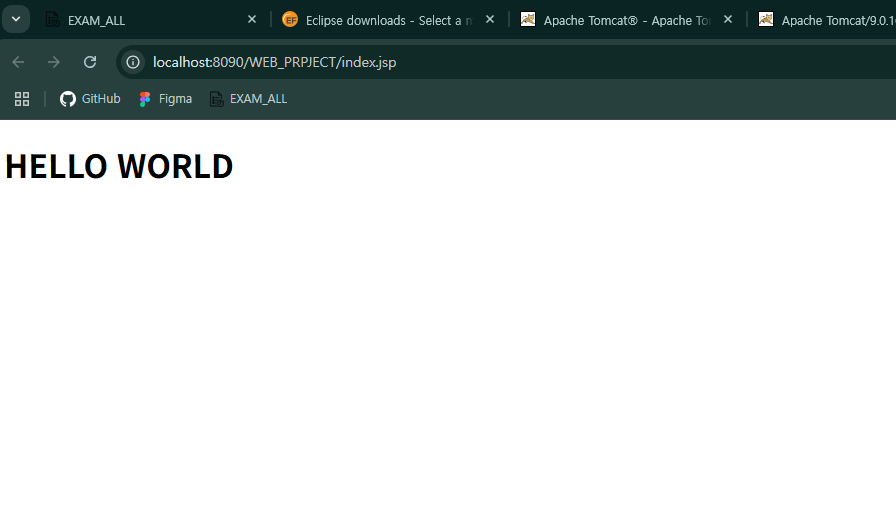 EXAM_ALL
Eclipse downloads - Select a
Apache Tomcat® - Apache To
Apache Tomcat/9.0.1
localhost:8090/WEB_PRPJECT/index.jsp
GitHub
Figma
EXAM_ALL
HELLO WORLD